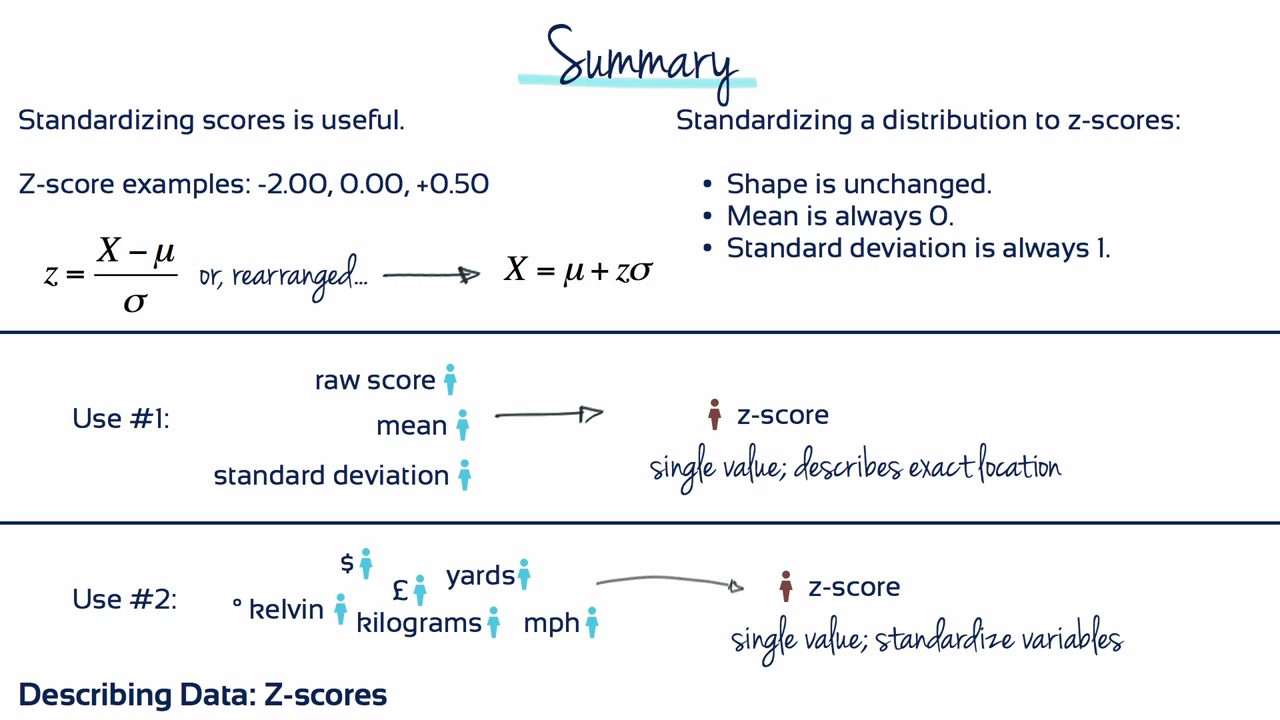 Summary
Standardizing scores is useful.
Z-score examples: -2.00, 0.00, +0.50
z = (X − μ) / σ or, rearranged... X = μ + zσ
Standardizing a distribution to z-scores:
• Shape is unchanged.
• Mean is always 0.
• Standard deviation is always 1.
Use #1:
raw score
mean
standard deviation
z-score
single value; describes exact location
Use #2:
$
£
yards
° kelvin
kilograms
mph
z-score
single value; standardize variables
Describing Data: Z-scores